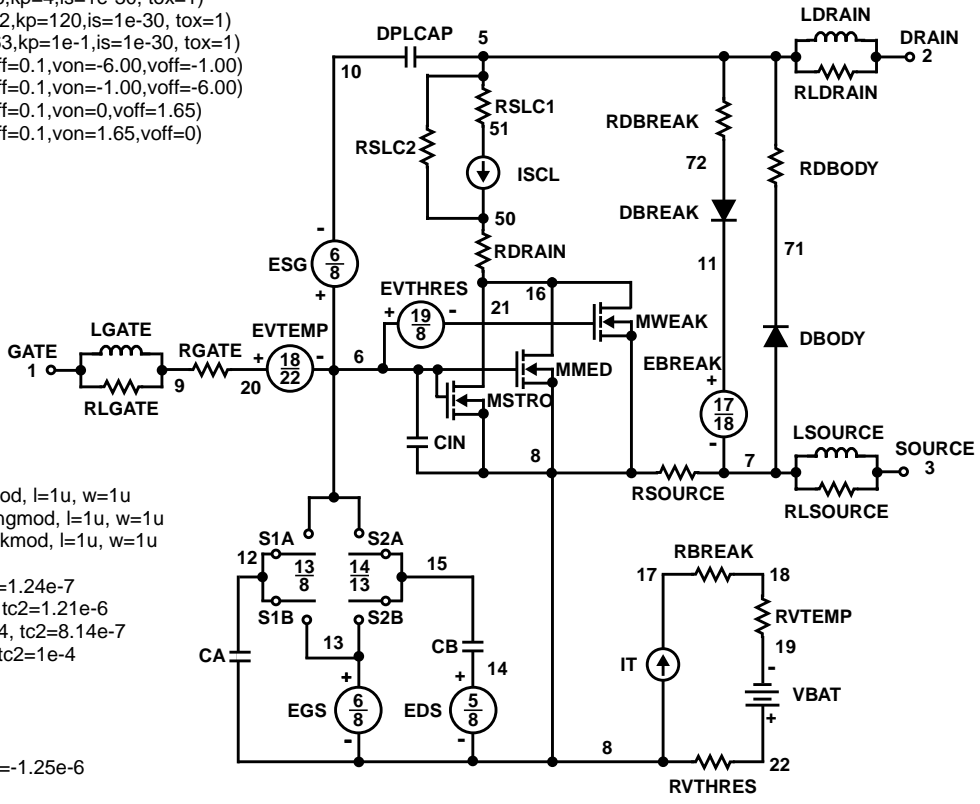 ,kp=4,is=1e-30, tox=1)
2,kp=120,is=1e-30, tox=1)
63,kp=1e-1,is=1e-30, tox=1)
ff=0.1,von=-6.00,voff=-1.00)
ff=0.1,von=-1.00,voff=-6.00)
ff=0.1,von=0,voff=1.65)
ff=0.1,von=1.65,voff=0)
LDRAIN
DPLCAP 5 DRAIN
10 2
RLDRAIN
RSLC1
51
RDBREAK
RSLC2
72
RDBODY
ISCL
DBREAK
50
RDRAIN
- 6 8 +
ESG
11 71
EVTHRES
+ 19 8 -
16
21
MWEAK
LGATE EVTEMP
GATE RGATE + 18 22 - 6
1 9 20
RLGATE
MMED
EBREAK +
DBODY
MSTRO
17 18
-
CIN
LSOURCE
8 7 SOURCE
3
RSOURCE
RLSOURCE
od, l=1u, w=1u
ngmod, l=1u, w=1u
kmod, l=1u, w=1u
S1A S2A
12 13 8 14 13 15
S1B S2B
RBREAK
17 18
=1.24e-7
tc2=1.21e-6
4, tc2=8.14e-7
tc2=1e-4
RVTEMP
13 CB 19
CA
14
IT
-
VBAT
+
+ +
EGS 6 8 EDS 5 8
- -
8
22
RVTHRES
=-1.25e-6